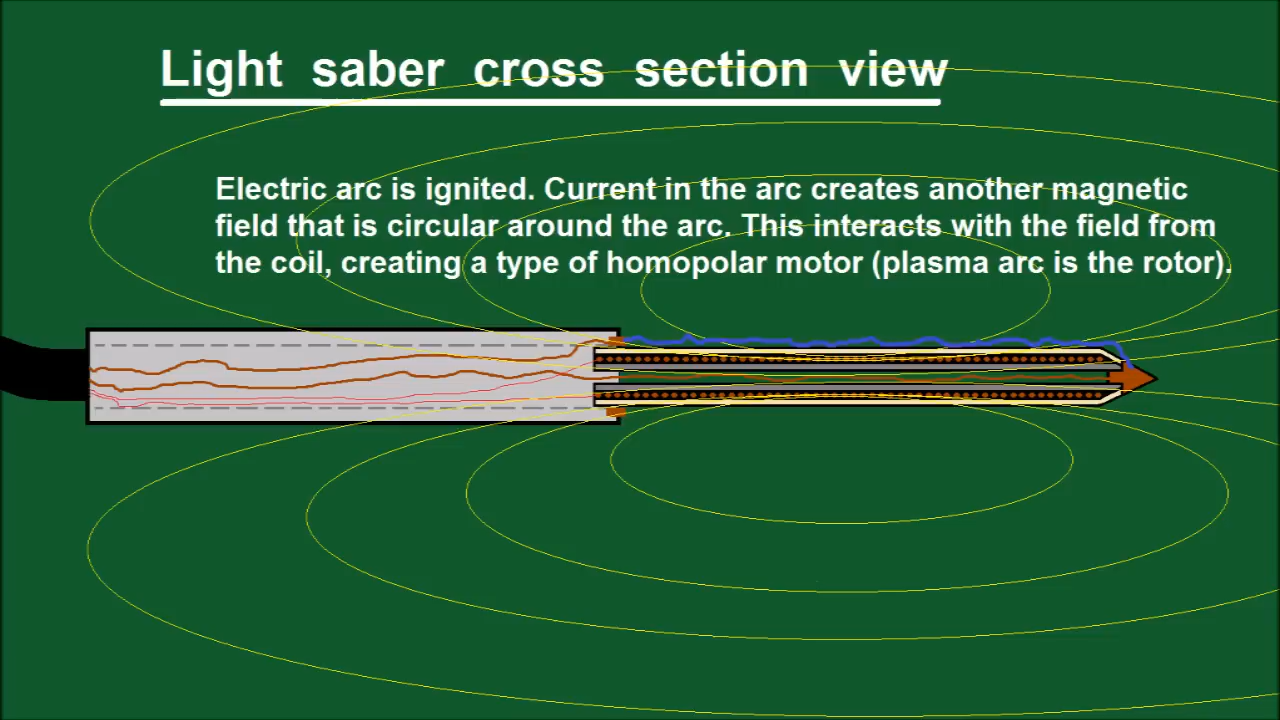 Light saber cross section view
Electric arc is ignited. Current in the arc creates another magnetic
field that is circular around the arc. This interacts with the field from
the coil, creating a type of homopolar motor (plasma arc is the rotor).